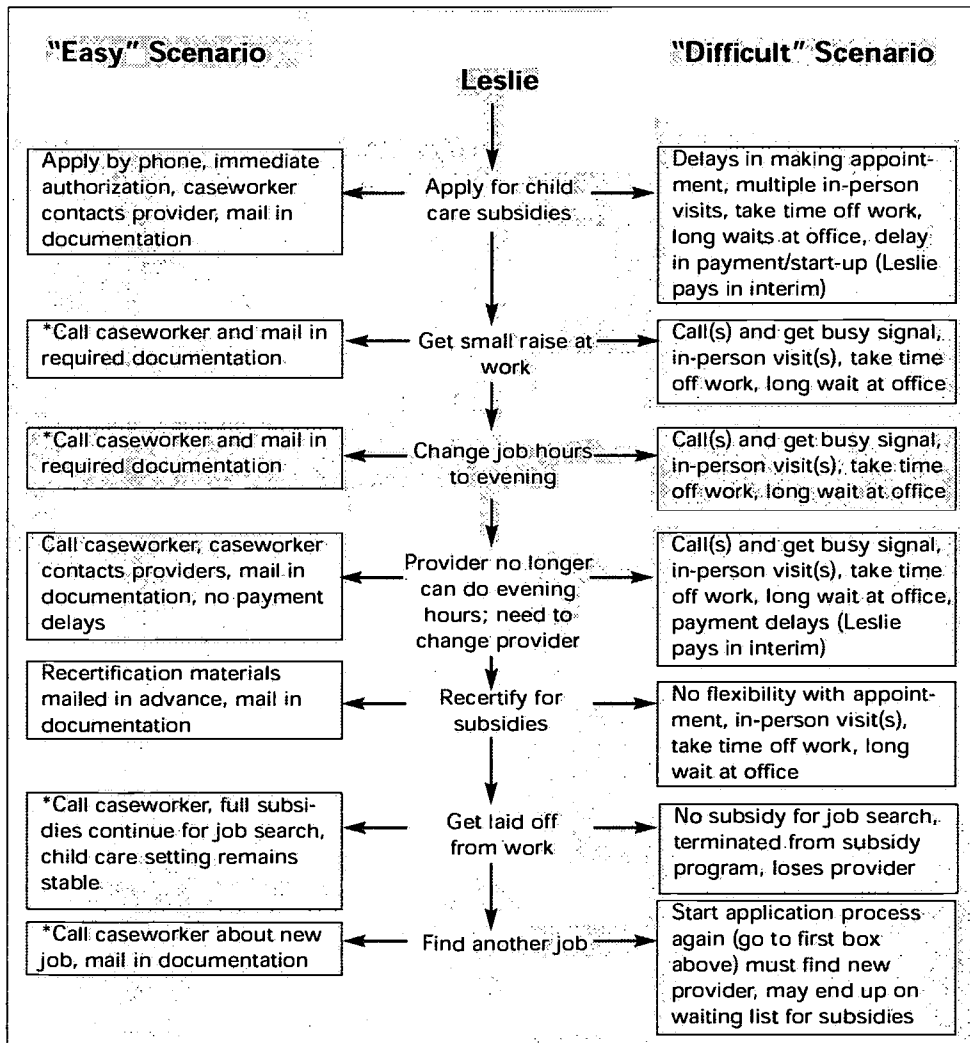 "Easy" Scenario
"Difficult" Scenario
Leslie
Apply by phone, immediate
authorization, caseworker
contacts provider, mail in
documentation
Apply for child
care subsidies
Delays in making appoint-
ment, multiple in-person
visits, take time off work,
long waits at office, delay
in payment/start-up (Leslie
pays in interim)
*Call caseworker and mail in
required documentation
Get small raise at
work
Call(s) and get busy signal,
in-person visit(s), take time
off work, long wait at office
*Call caseworker and mail in
required documentation
Change job hours
to evening
Call(s) and get busy signal,
in-person visit(s), take time
off work, long wait at office
Call caseworker, caseworker
contacts providers, mail in
documentation, no payment
delays
Provider no longer
can do evening
hours; need to
change provider
Call(s) and get busy signal,
in-person visit(s), take time
off work, long wait at office,
payment delays (Leslie
pays in interim)
Recertification materials
mailed in advance, mail in
documentation
Recertify for
subsidies
No flexibility with appoint-
ment, in-person visit(s),
take time off work, long
wait at office
*Call caseworker, full subsi-
dies continue for job search,
child care setting remains
stable
Get laid off
from work
No subsidy for job search,
terminated from subsidy
program, loses provider
*Call caseworker about new
job, mail in documentation
Find another job
Start application process
again (go to first box
above) must find new
provider, may end up on
waiting list for subsidies